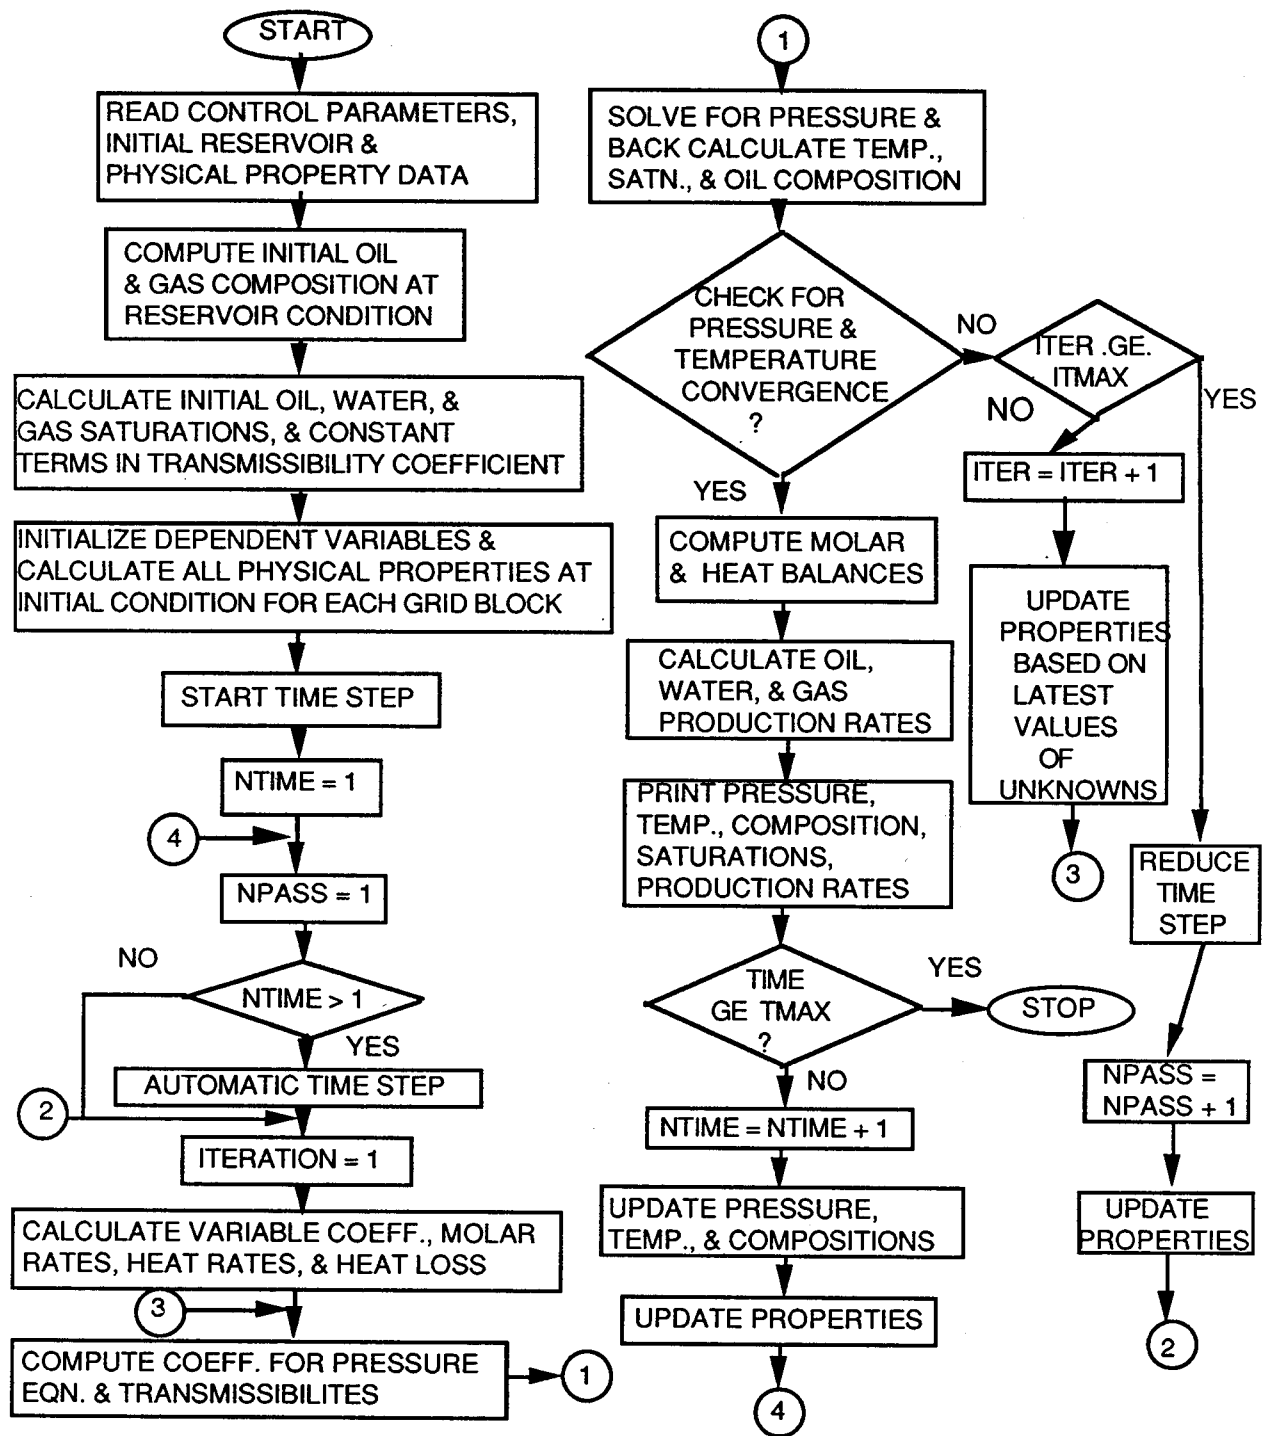 START
READ CONTROL PARAMETERS,
INITIAL RESERVOIR &
PHYSICAL PROPERTY DATA
COMPUTE INITIAL OIL
& GAS COMPOSITION AT
RESERVOIR CONDITION
CALCULATE INITIAL OIL, WATER, &
GAS SATURATIONS, & CONSTANT
TERMS IN TRANSMISSIBILITY COEFFICIENT
INITIALIZE DEPENDENT VARIABLES &
CALCULATE ALL PHYSICAL PROPERTIES AT
INITIAL CONDITION FOR EACH GRID BLOCK
START TIME STEP
NTIME = 1
4
NPASS = 1
NO
NTIME > 1
YES
AUTOMATIC TIME STEP
2
ITERATION = 1
CALCULATE VARIABLE COEFF., MOLAR
RATES, HEAT RATES, & HEAT LOSS
3
COMPUTE COEFF. FOR PRESSURE
EQN. & TRANSMISSIBILITES
1
1
SOLVE FOR PRESSURE &
BACK CALCULATE TEMP.,
SATN., & OIL COMPOSITION
CHECK FOR
PRESSURE &
TEMPERATURE
CONVERGENCE
?
NO
YES
COMPUTE MOLAR
& HEAT BALANCES
CALCULATE OIL,
WATER, & GAS
PRODUCTION RATES
PRINT PRESSURE,
TEMP., COMPOSITION,
SATURATIONS,
PRODUCTION RATES
TIME
GE TMAX
?
YES
STOP
NO
NTIME = NTIME + 1
UPDATE PRESSURE,
TEMP., & COMPOSITIONS
UPDATE PROPERTIES
4
ITER .GE.
ITMAX
NO
YES
ITER = ITER + 1
UPDATE
PROPERTIES
BASED ON
LATEST
VALUES
OF
UNKNOWNS
3
REDUCE
TIME
STEP
NPASS =
NPASS + 1
UPDATE
PROPERTIES
2